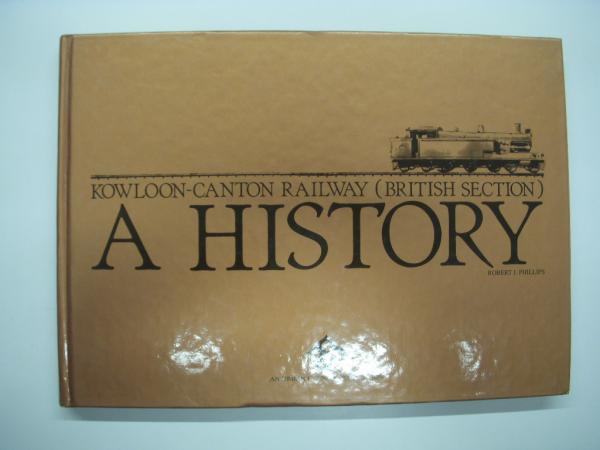 KOWLOON-CANTON RAILWAY (BRITISH SECTION)
A HISTORY
ROBERT J. PHILLIPS